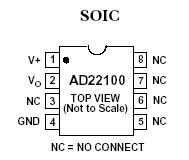 SOIC
V+ 1 8 NC
VO 2 AD22100 7 NC
NC 3 TOP VIEW 6 NC
(Not to Scale)
GND 4 5 NC
NC = NO CONNECT